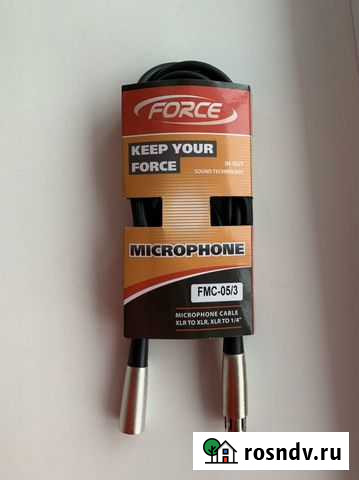 FORCE
KEEP YOUR
FORCE
IN-OUT
SOUND TECHNOLOGY
MICROPHONE
FMC-05/3
MICROPHONE CABLE
XLR TO XLR, XLR TO 1/4"
rosndv.ru